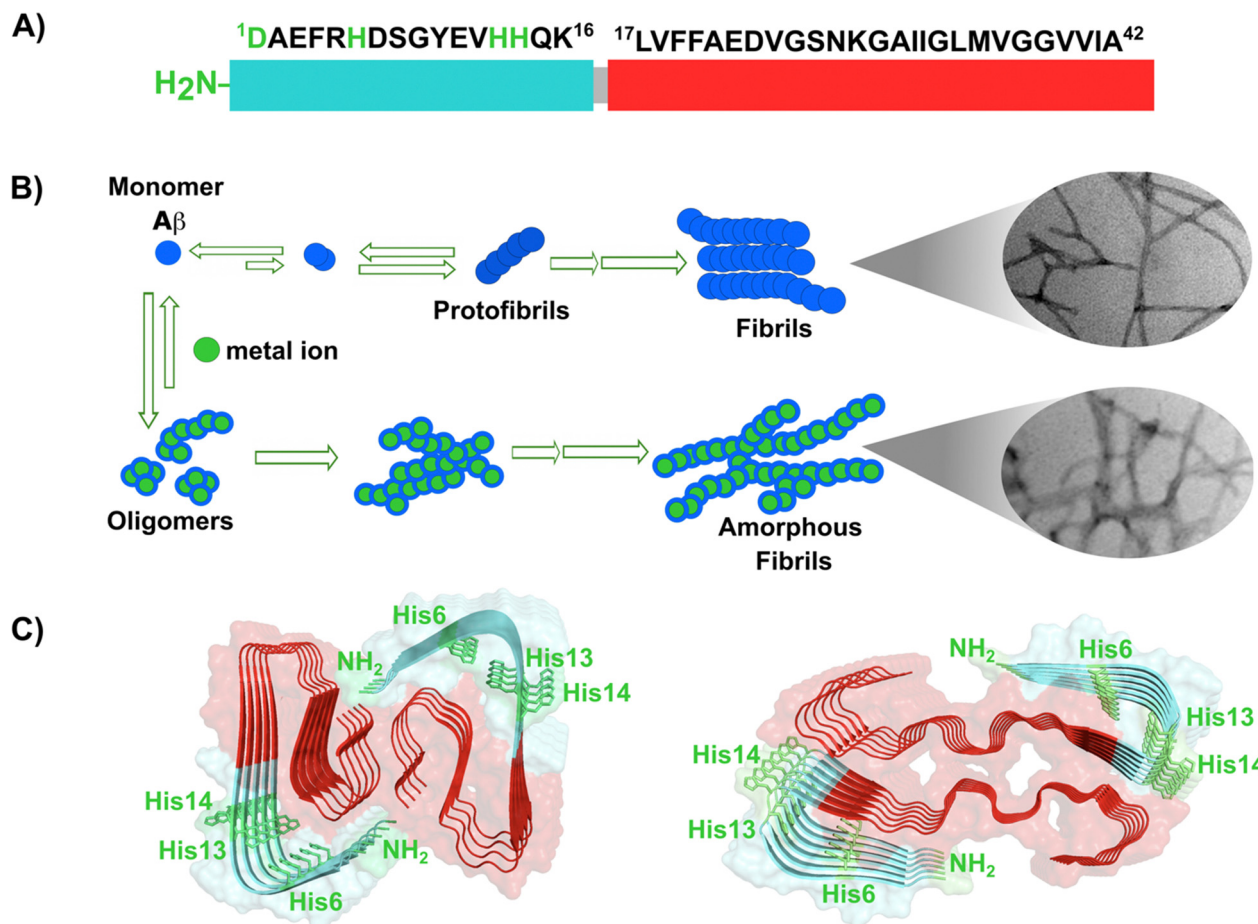 A)
¹DAEFRHDSGYEVHHQK¹⁶ ¹⁷LVFFAEDVGSNKGAIIGLMVGGVVIA⁴²
H₂N-
B)
Monomer
Aβ
Protofibrils
Fibrils
metal ion
Oligomers
Amorphous
Fibrils
C)
His6
NH₂
His13
His14
His14
His13
NH₂
His6
His6
NH₂
His13
His14
His14
His13
NH₂
His6